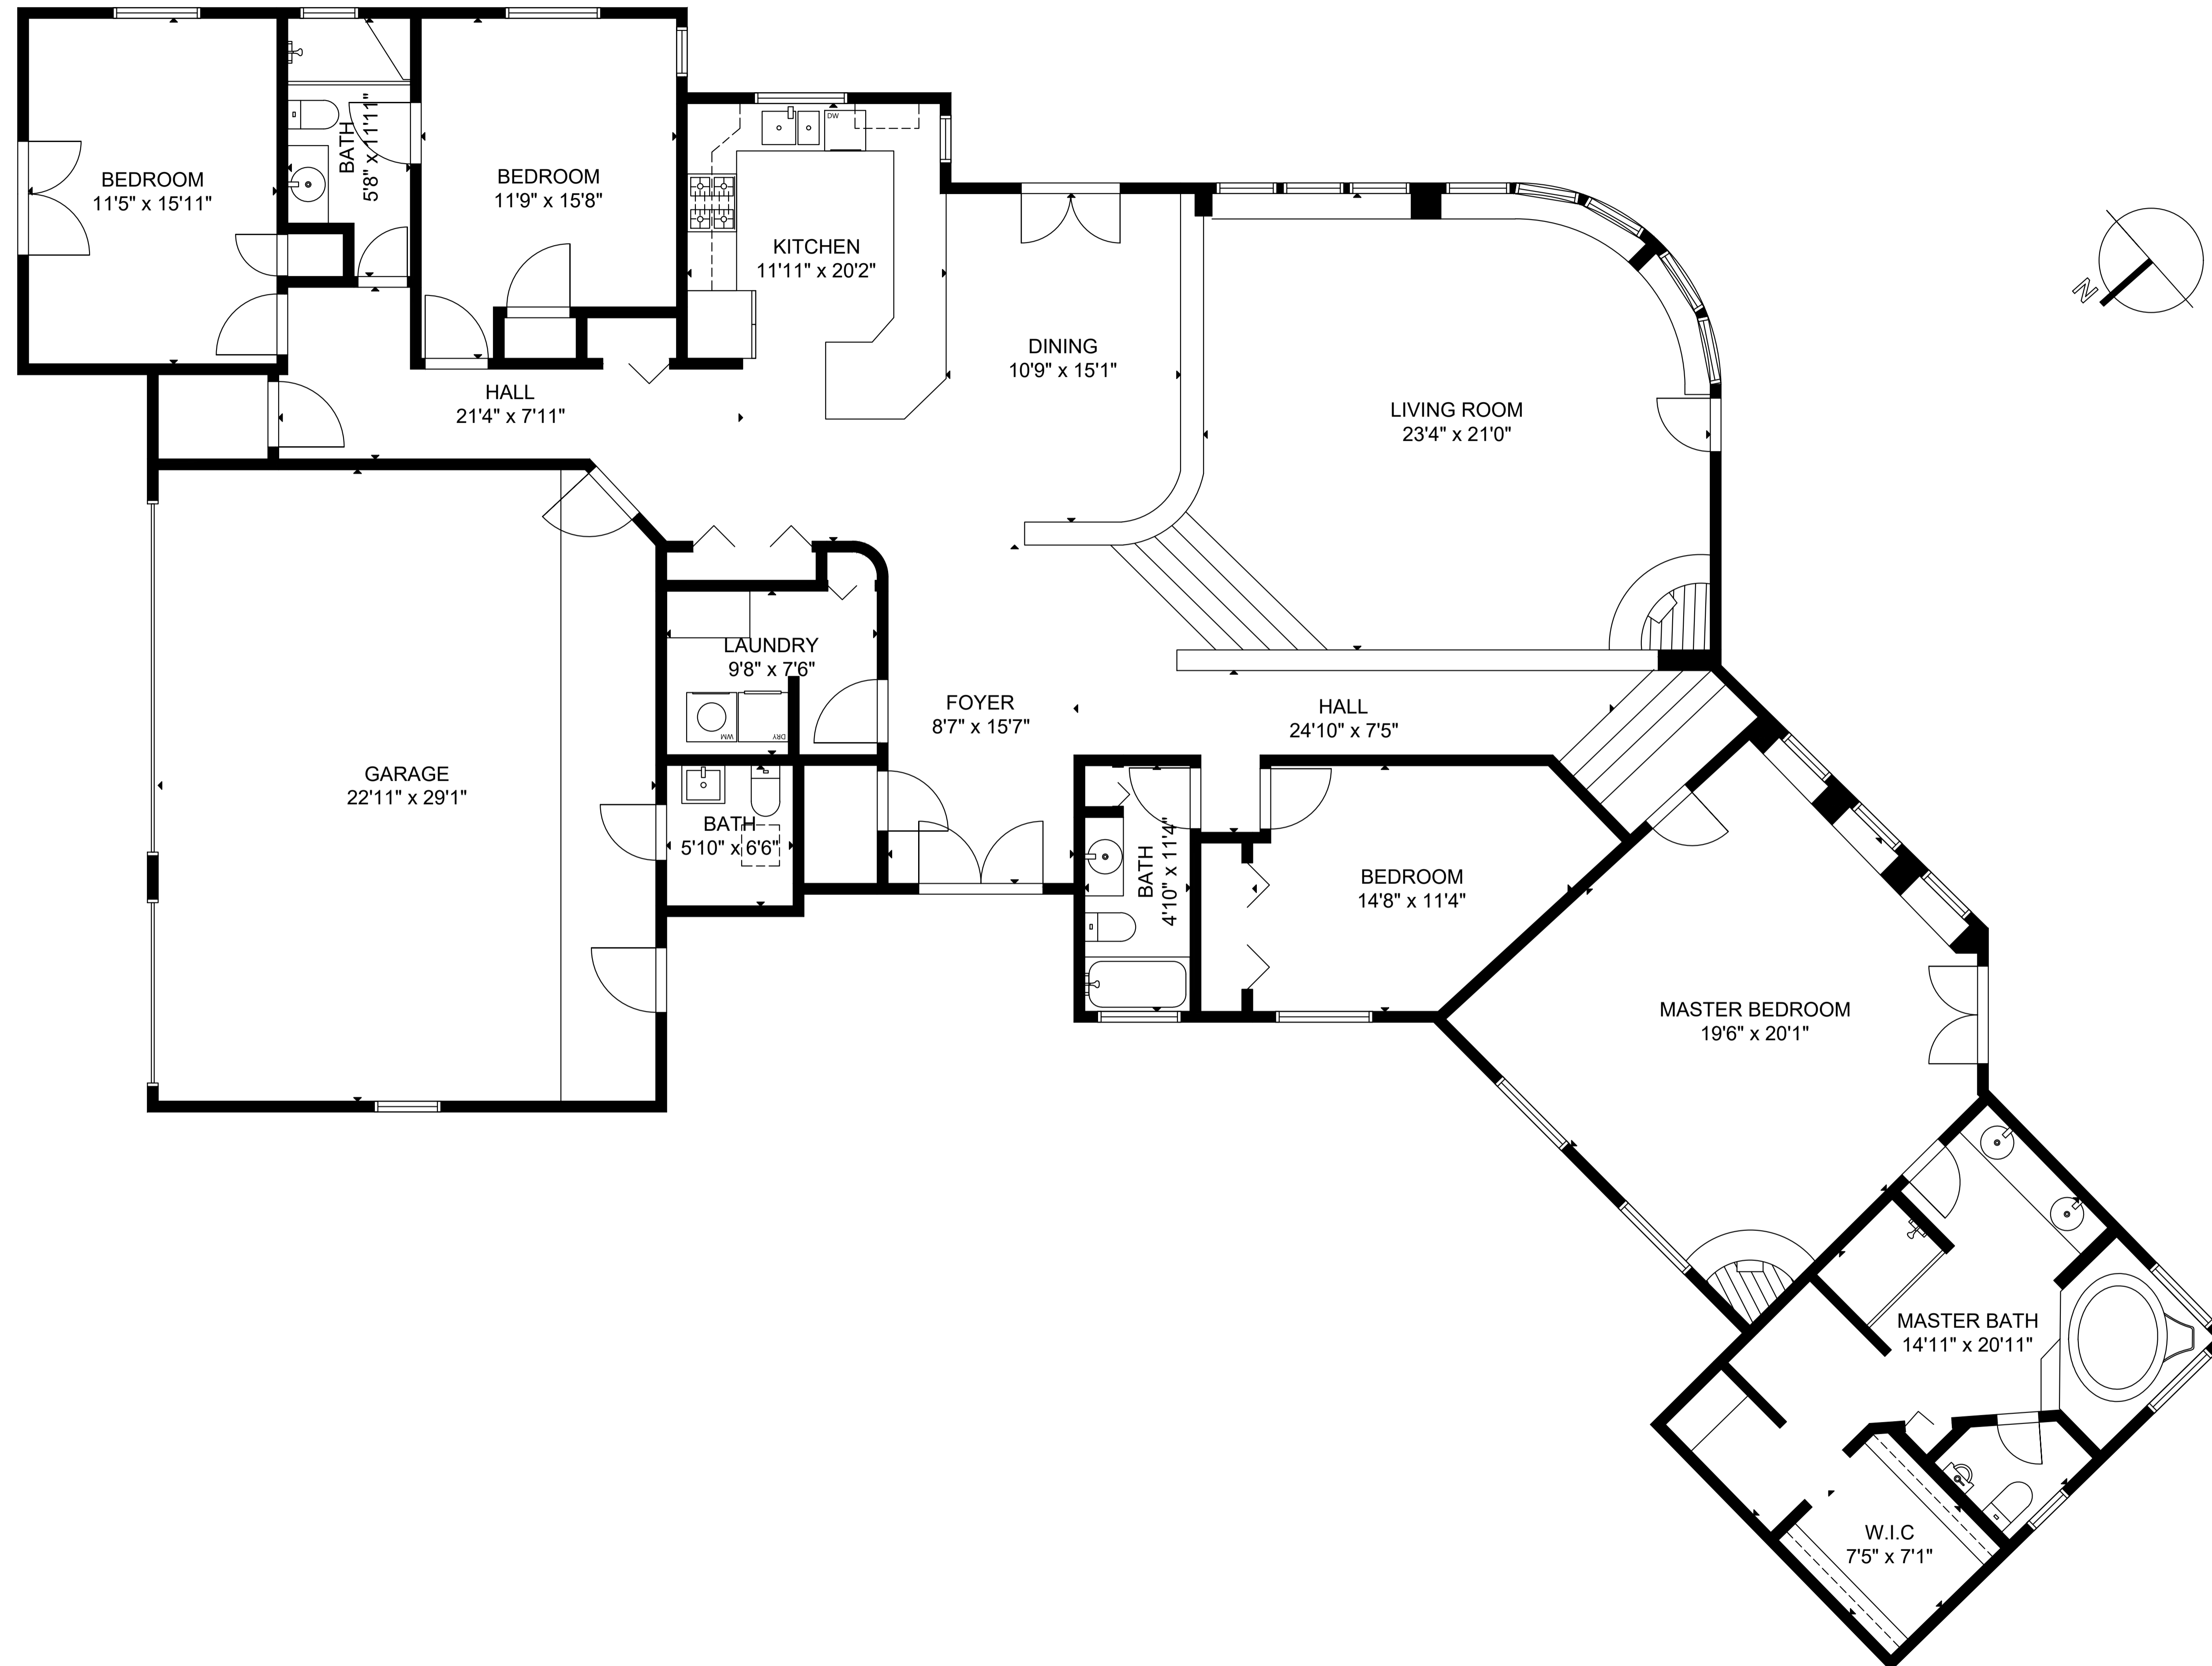 BEDROOM
11'5" x 15'11"
BATH
5'8" x 11'11"
BEDROOM
11'9" x 15'8"
DW
KITCHEN
11'11" x 20'2"
DINING
10'9" x 15'1"
LIVING ROOM
23'4" x 21'0"
N
HALL
21'4" x 7'11"
LAUNDRY
9'8" x 7'6"
WM
DRY
FOYER
8'7" x 15'7"
HALL
24'10" x 7'5"
GARAGE
22'11" x 29'1"
BATH
5'10" x 6'6"
BATH
4'10" x 11'4"
BEDROOM
14'8" x 11'4"
MASTER BEDROOM
19'6" x 20'1"
MASTER BATH
14'11" x 20'11"
W.I.C
7'5" x 7'1"